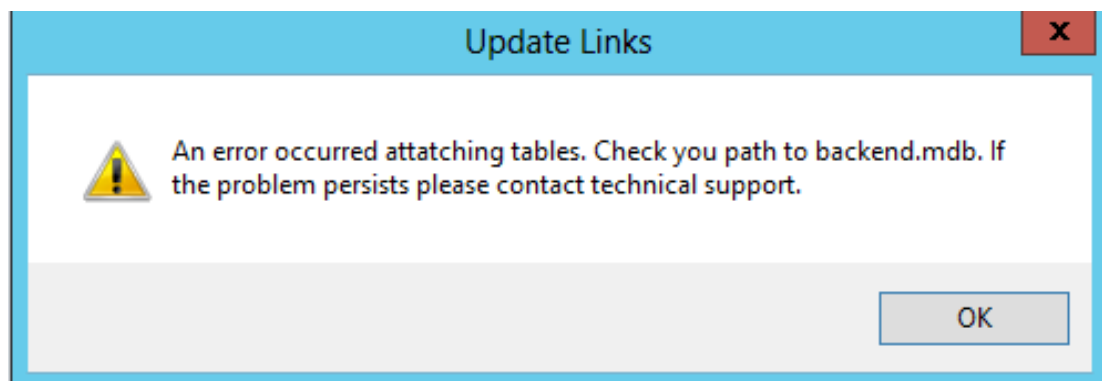 Update Links
x
An error occurred attatching tables. Check you path to backend.mdb. If
the problem persists please contact technical support.
OK